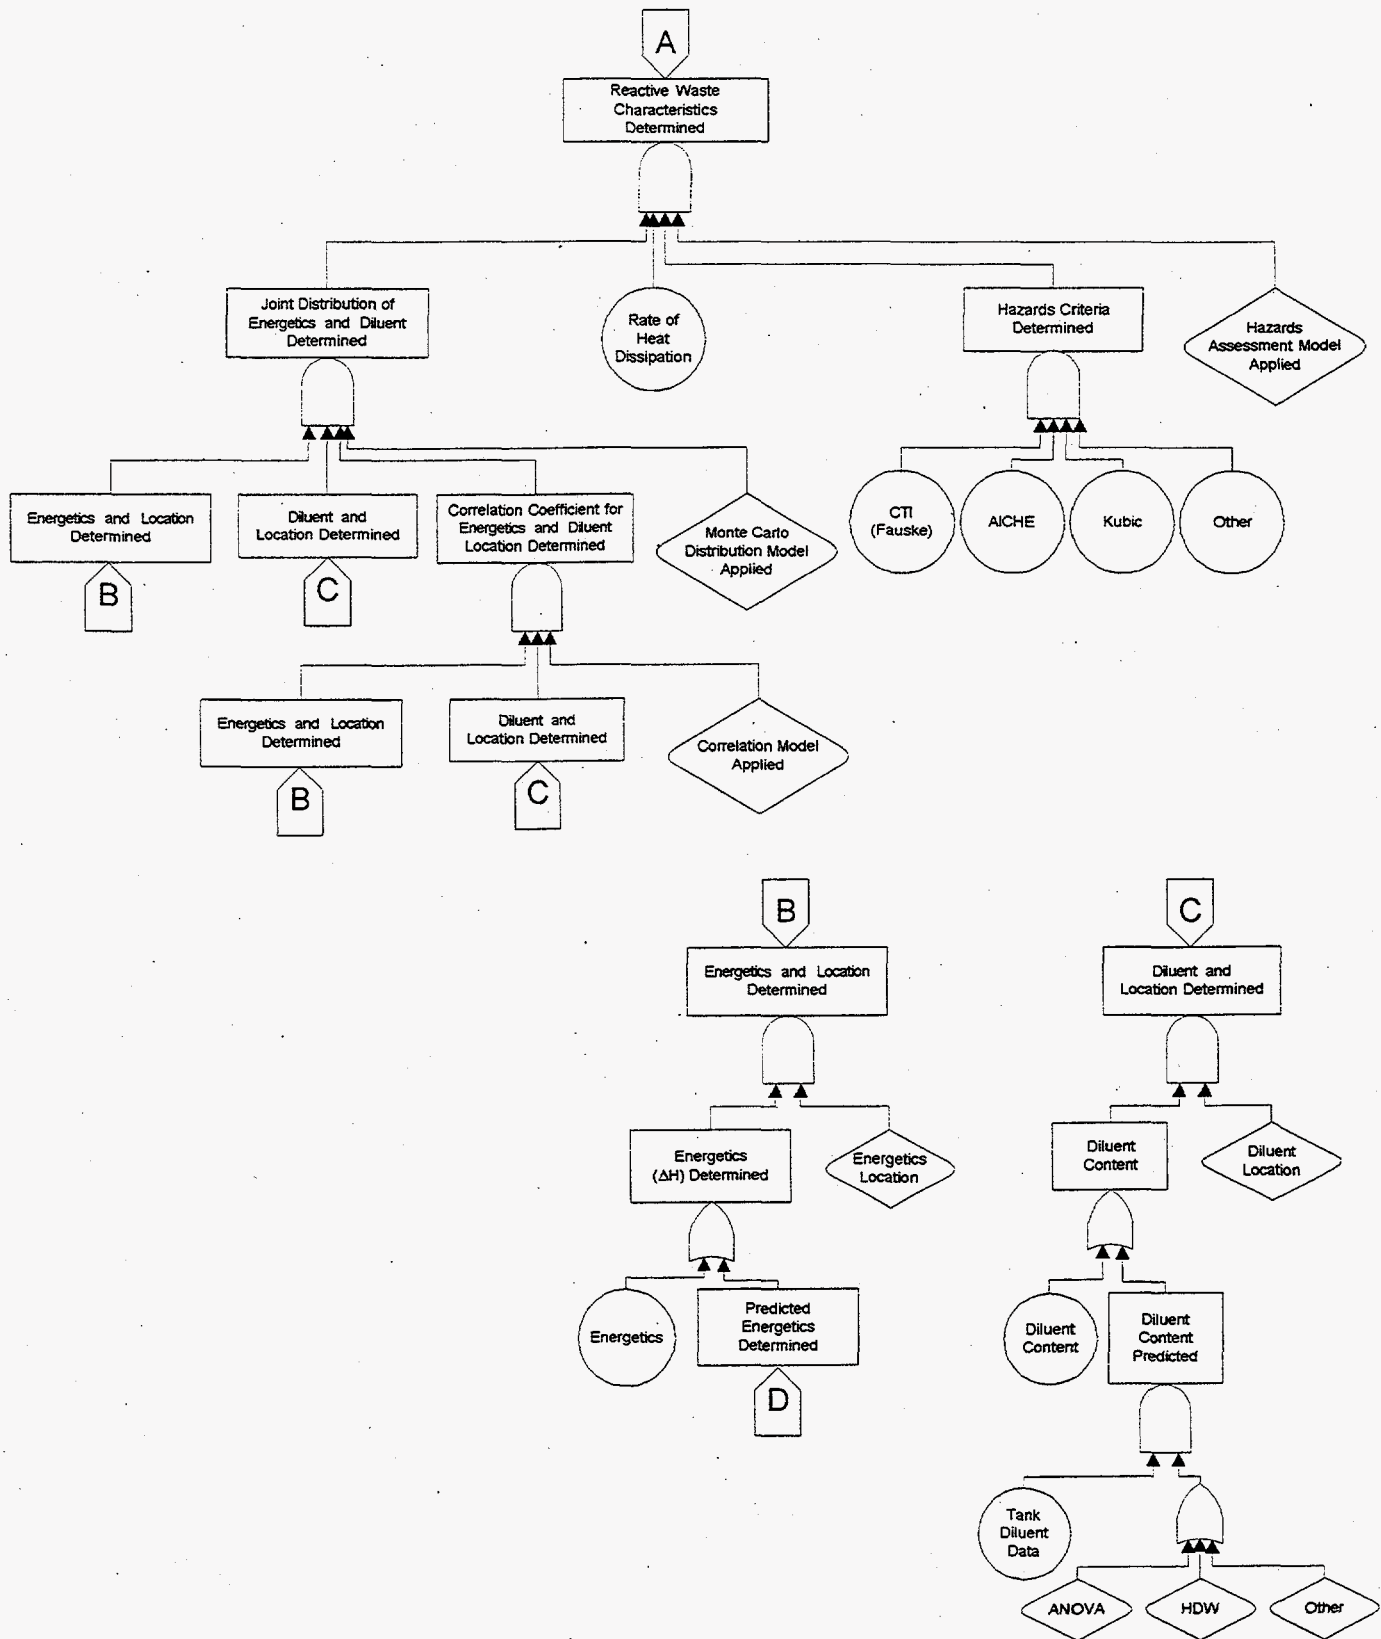 A
Reactive Waste
Characteristics
Determined
Joint Distribution of
Energetics and Diluent
Determined
Rate of
Heat
Dissipation
Hazards Criteria
Determined
Hazards
Assessment Model
Applied
Energetics and Location
Determined
Diluent and
Location Determined
Correlation Coefficient for
Energetics and Diluent
Location Determined
Monte Carlo
Distribution Model
Applied
CTI
(Fauske)
AICHE
Kubic
Other
B
C
Energetics and Location
Determined
Diluent and
Location Determined
Correlation Model
Applied
B
C
B
Energetics and Location
Determined
Energetics
(ΔH) Determined
Energetics
Location
Energetics
Predicted
Energetics
Determined
D
C
Diluent and
Location Determined
Diluent
Content
Diluent
Location
Diluent
Content
Diluent
Content
Predicted
Tank
Diluent
Data
ANOVA
HDW
Other